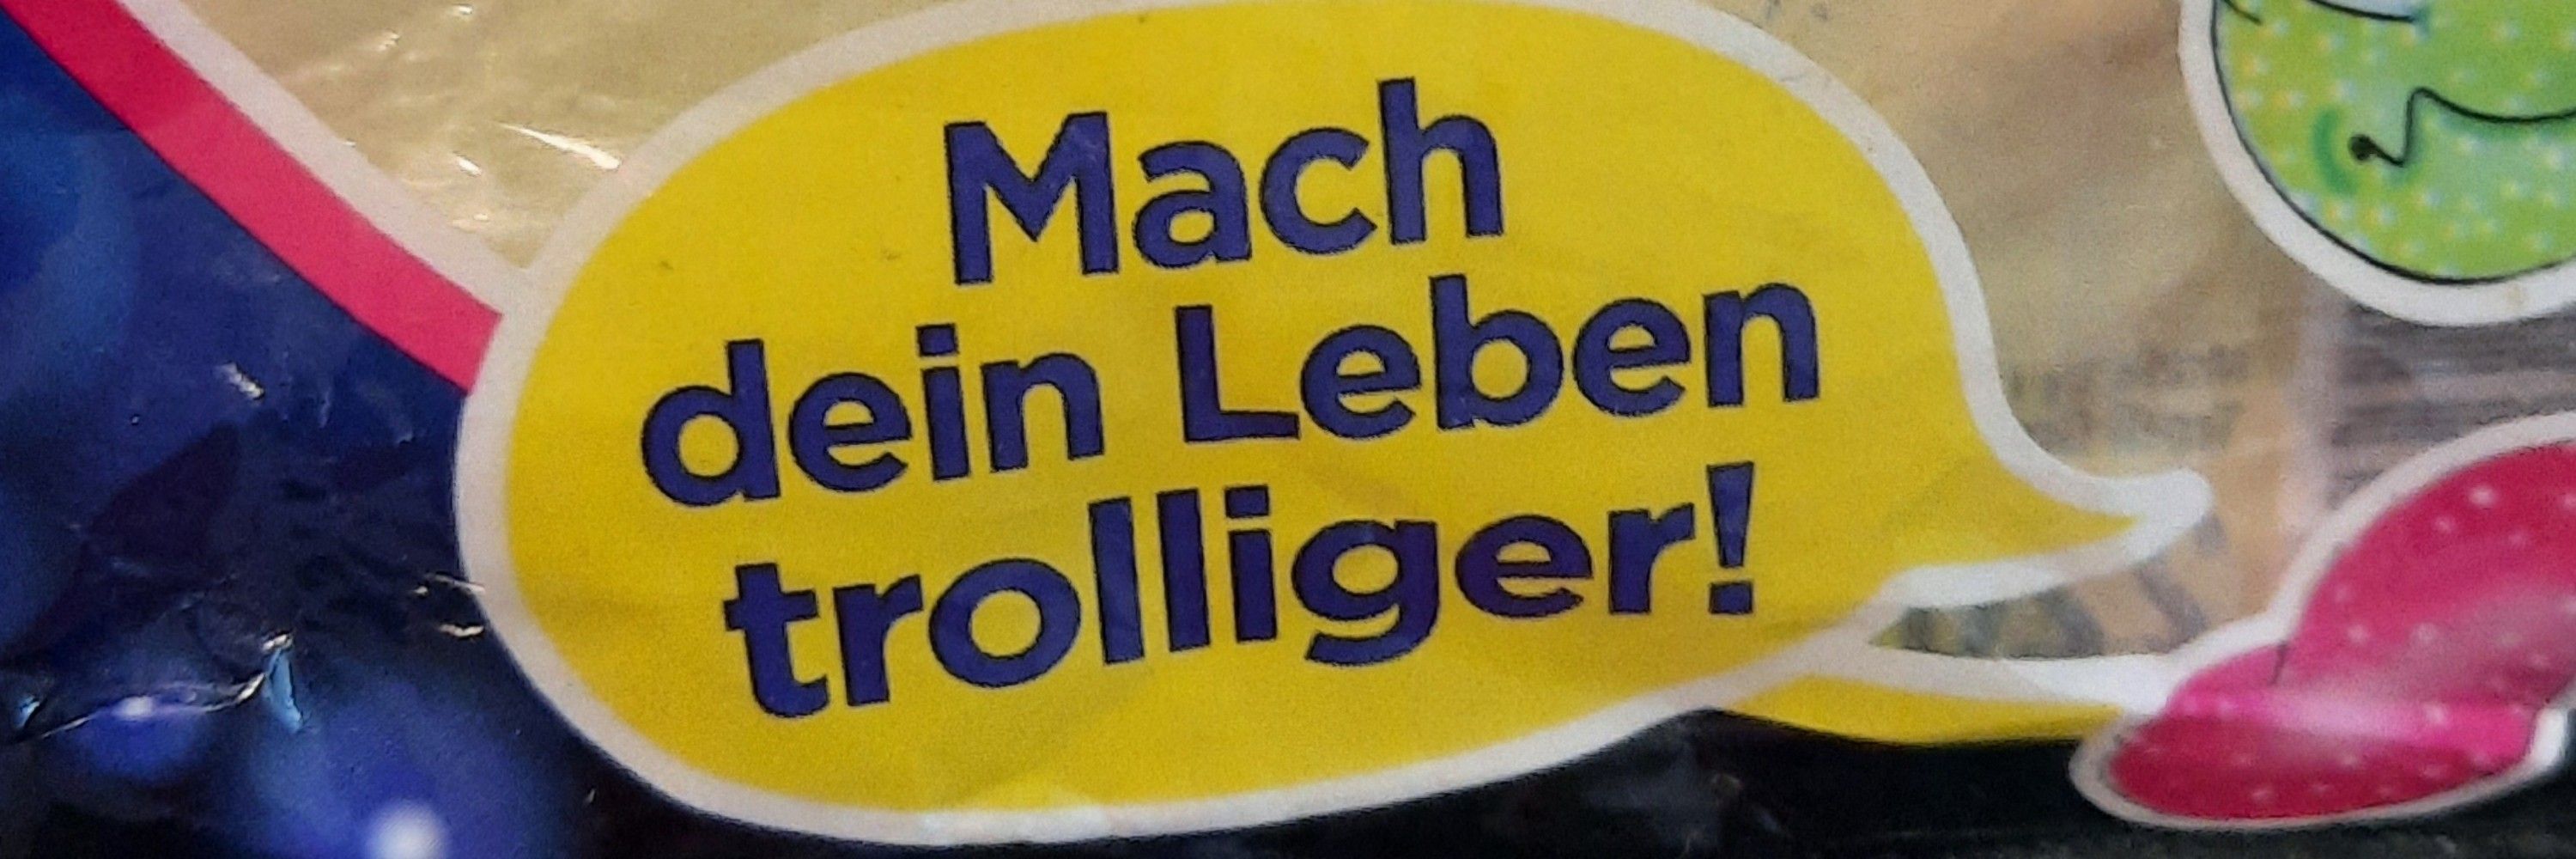 Mach
dein Leben
trolliger!